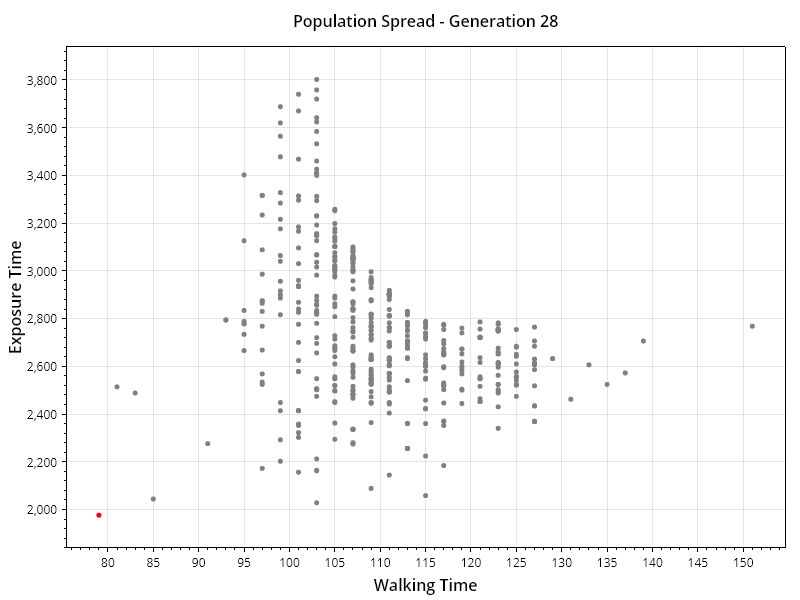 Population Spread - Generation 28
3,800
3,600
3,400
3,200
3,000
2,800
2,600
2,400
2,200
2,000
Exposure Time
80 85 90 95 100 105 110 115 120 125 130 135 140 145 150
Walking Time